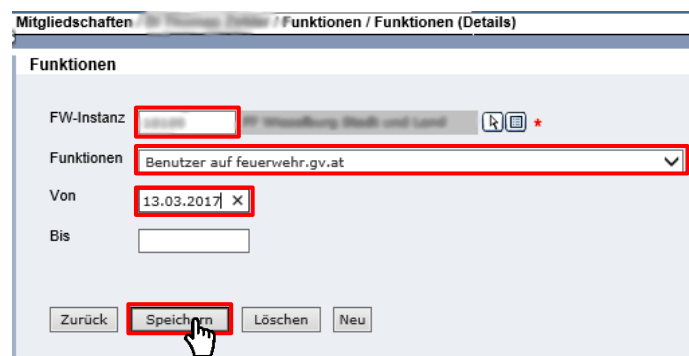 Mitgliedschaften / / Funktionen / Funktionen (Details)
Funktionen
FW-Instanz *
Funktionen Benutzer auf feuerwehr.gv.at
Von 13.03.2017 ×
Bis
Zurück Speichern Löschen Neu